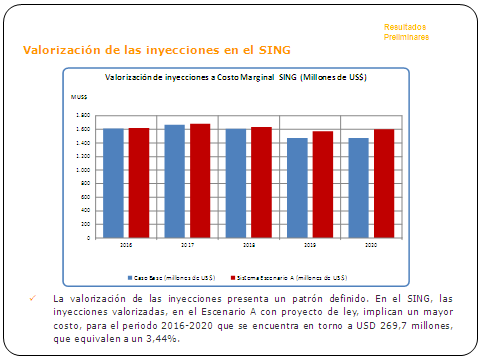 Resultados
Preliminares
Valorización de las inyecciones en el SING
Valorización de inyecciones a Costo Marginal SING (Millones de US$)
MUS$
1.800
1.600
1.400
1.200
1.000
800
600
400
200
0
2016 2017 2018 2019 2020
Caso Base (millones de US$) Sistema Escenario A (millones de US$)
La valorización de las inyecciones presenta un patrón definido. En el SING, las
inyecciones valorizadas, en el Escenario A con proyecto de ley, implican un mayor
costo, para el periodo 2016-2020 que se encuentra en torno a USD 269,7 millones,
que equivalen a un 3,44%.